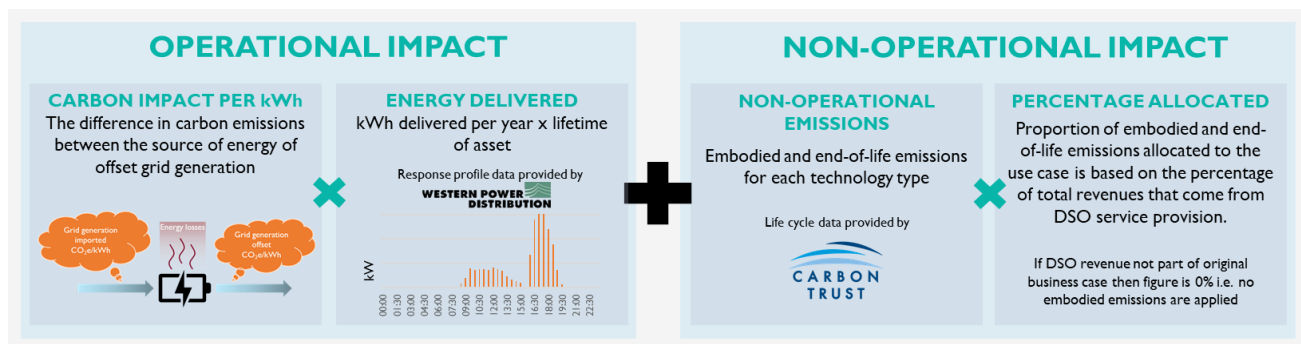 OPERATIONAL IMPACT
CARBON IMPACT PER kWh
The difference in carbon emissions
between the source of energy of
offset grid generation
Grid generation
imported
CO₂e/kWh
Energy losses
Grid generation
offset
CO₂e/kWh
ENERGY DELIVERED
kWh delivered per year x lifetime
of asset
Response profile data provided by
WESTERN POWER
DISTRIBUTION
kW
00:00
01:30
03:00
04:30
06:00
07:30
09:00
10:30
12:00
13:30
15:00
16:30
18:00
19:30
21:00
22:30
NON-OPERATIONAL IMPACT
NON-OPERATIONAL
EMISSIONS
Embodied and end-of-life emissions
for each technology type
Life cycle data provided by
CARBON
TRUST
PERCENTAGE ALLOCATED
Proportion of embodied and end-
of-life emissions allocated to the
use case is based on the percentage
of total revenues that come from
DSO service provision.
If DSO revenue not part of original
business case then figure is 0% i.e. no
embodied emissions are applied